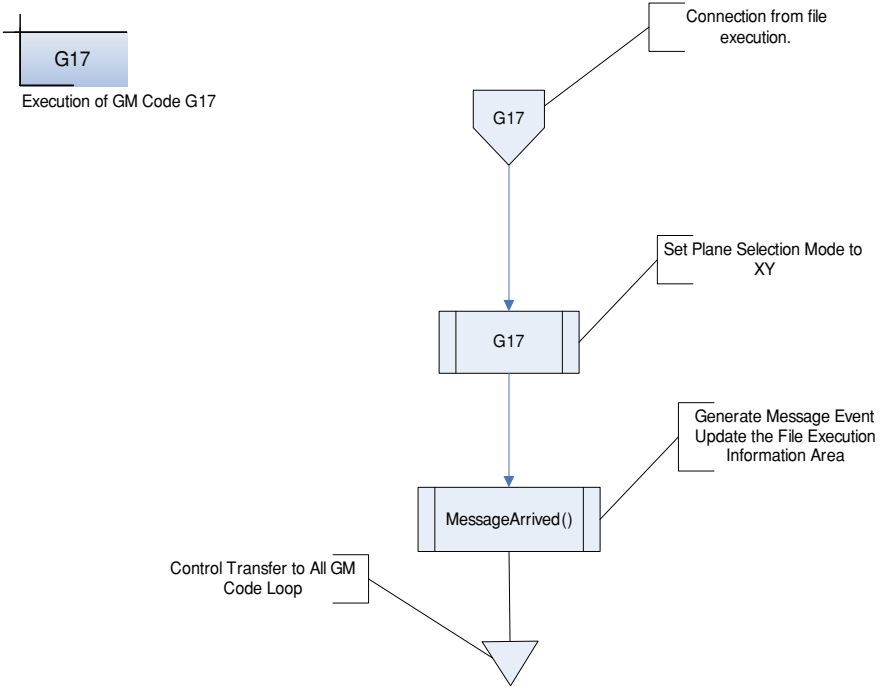 G17
Execution of GM Code G17
Connection from file
execution.
G17
Set Plane Selection Mode to
XY
G17
Generate Message Event
Update the File Execution
Information Area
MessageArrived()
Control Transfer to All GM
Code Loop